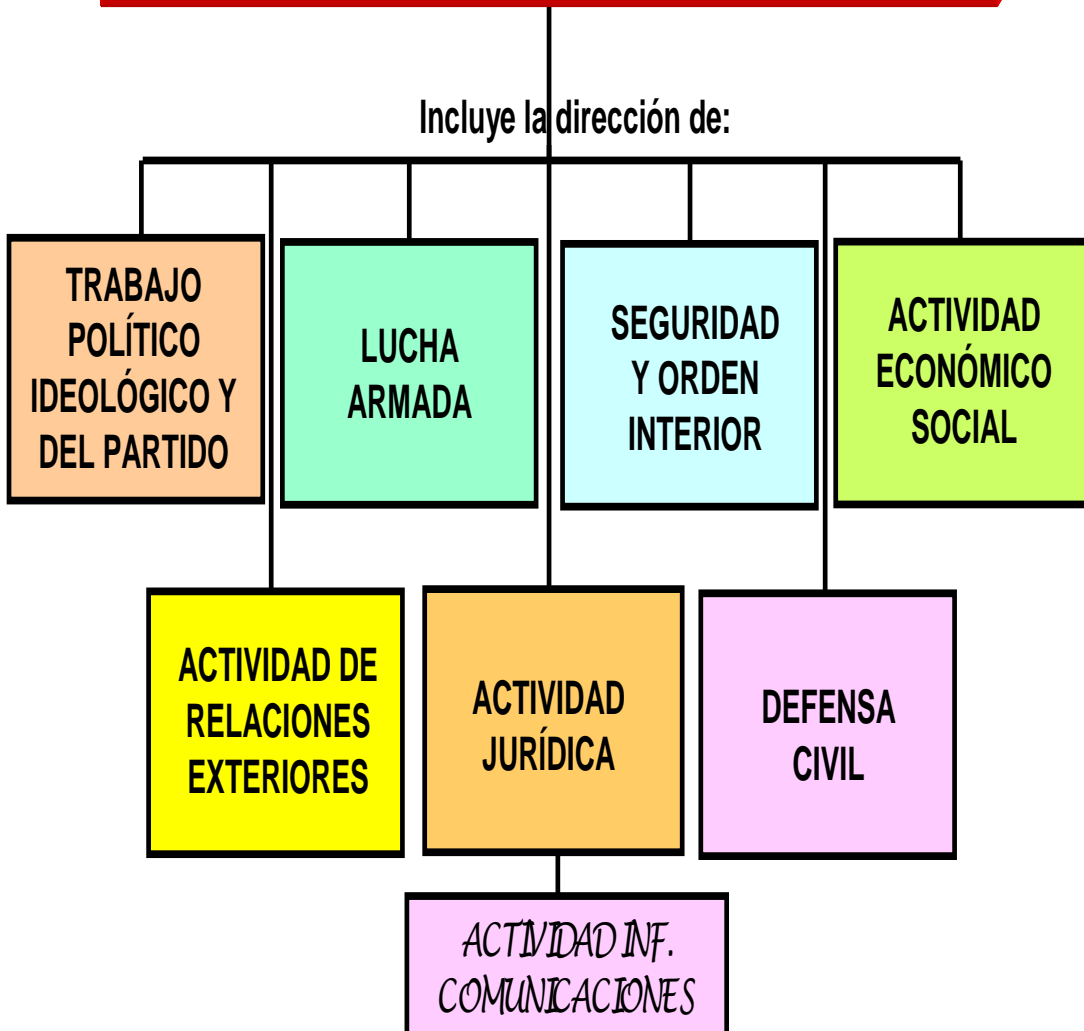 Incluye la dirección de:
TRABAJO
POLÍTICO
IDEOLÓGICO Y
DEL PARTIDO
LUCHA
ARMADA
SEGURIDAD
Y ORDEN
INTERIOR
ACTIVIDAD
ECONÓMICO
SOCIAL
ACTIVIDAD DE
RELACIONES
EXTERIORES
ACTIVIDAD
JURÍDICA
DEFENSA
CIVIL
ACTIVIDAD INF.
COMUNICACIONES